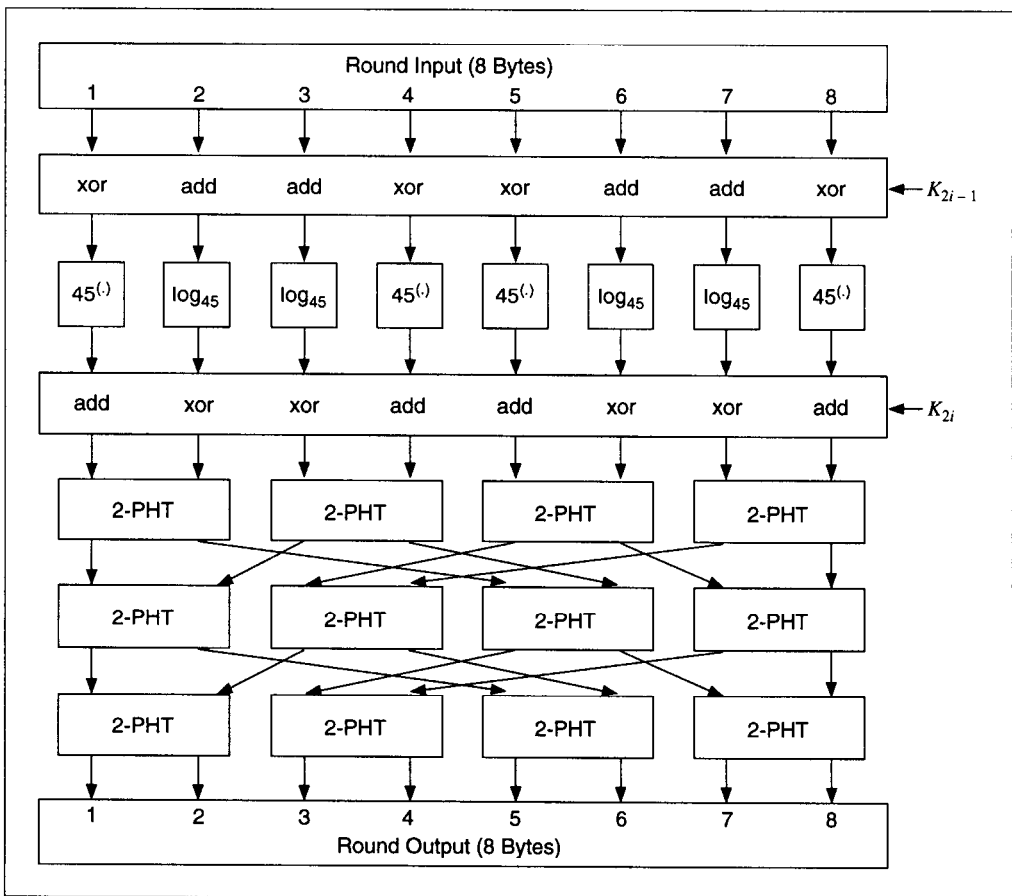 Round Input (8 Bytes)
1 2 3 4 5 6 7 8
xor add add xor xor add add xor
K₂ᵢ₋₁
45⁽·⁾ log₄₅ log₄₅ 45⁽·⁾ 45⁽·⁾ log₄₅ log₄₅ 45⁽·⁾
add xor xor add add xor xor add
K₂ᵢ
2-PHT 2-PHT 2-PHT 2-PHT
2-PHT 2-PHT 2-PHT 2-PHT
2-PHT 2-PHT 2-PHT 2-PHT
1 2 3 4 5 6 7 8
Round Output (8 Bytes)